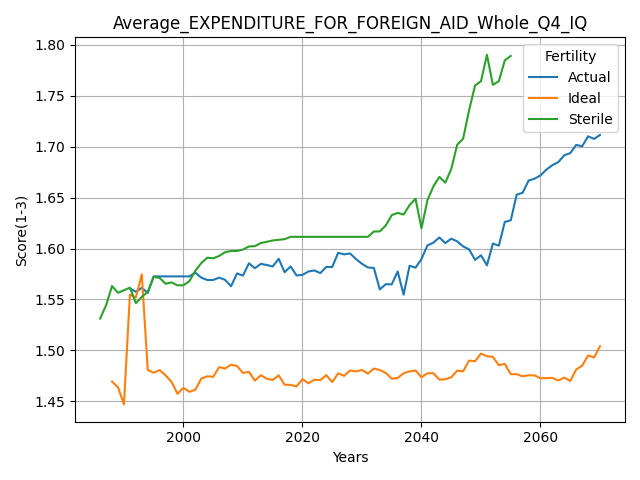 Average_EXPENDITURE_FOR_FOREIGN_AID_Whole_Q4_IQ
1.80
1.75
1.70
1.65
1.60
1.55
1.50
1.45
Score(1-3)
Fertility
Actual
Ideal
Sterile
2000 2020 2040 2060
Years